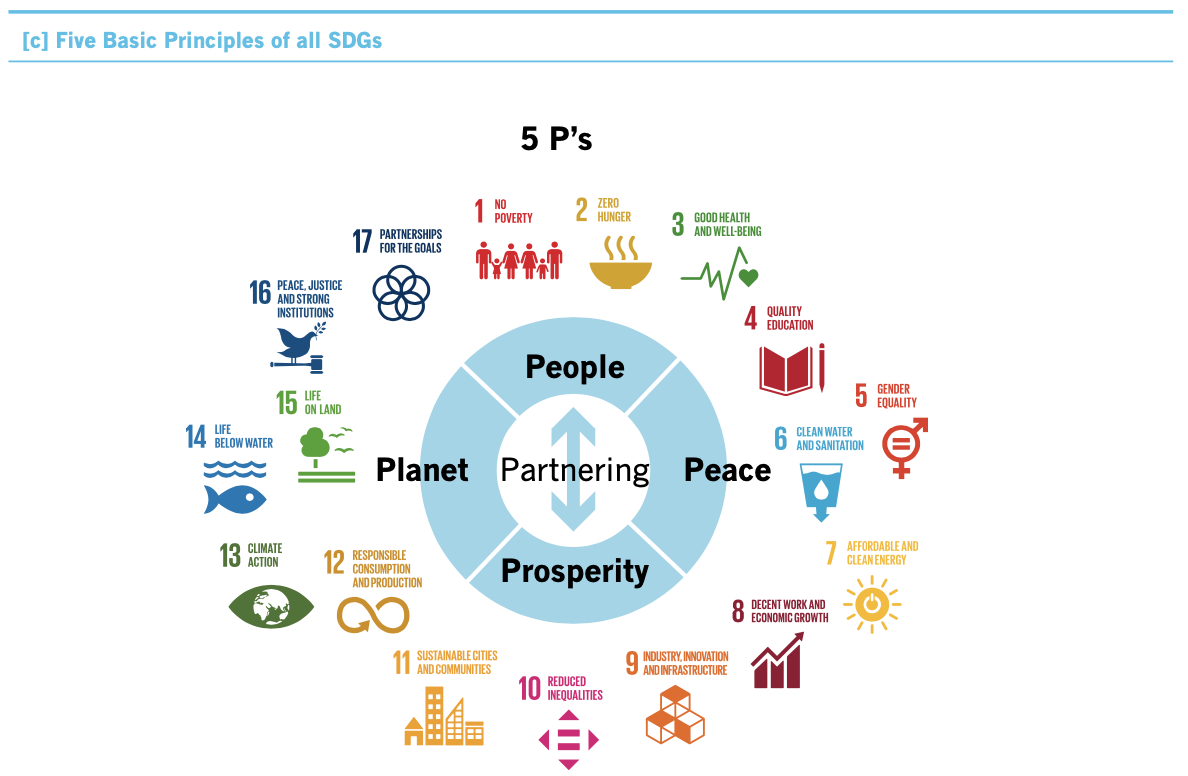 [c] Five Basic Principles of all SDGs
5 P’s
1 NO
POVERTY
2 ZERO
HUNGER
3 GOOD HEALTH
AND WELL-BEING
4 QUALITY
EDUCATION
5 GENDER
EQUALITY
6 CLEAN WATER
AND SANITATION
7 AFFORDABLE AND
CLEAN ENERGY
8 DECENT WORK AND
ECONOMIC GROWTH
9 INDUSTRY, INNOVATION
AND INFRASTRUCTURE
10 REDUCED
INEQUALITIES
11 SUSTAINABLE CITIES
AND COMMUNITIES
12 RESPONSIBLE
CONSUMPTION
AND PRODUCTION
13 CLIMATE
ACTION
14 LIFE
BELOW WATER
15 LIFE
ON LAND
16 PEACE, JUSTICE
AND STRONG
INSTITUTIONS
17 PARTNERSHIPS
FOR THE GOALS
People
Planet
Partnering
Peace
Prosperity